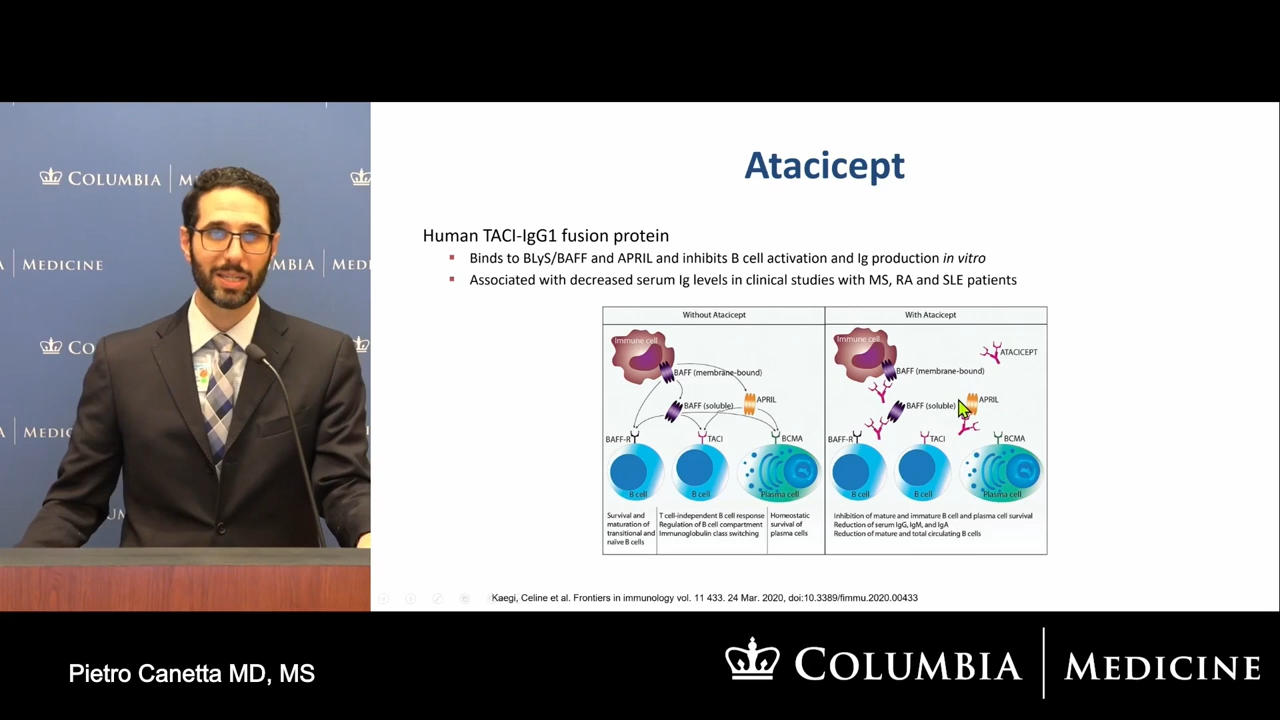 COLUMBIA | M
MEDICINE
MBIA | MEDICINE
Atacicept
Human TACI-IgG1 fusion protein
▪ Binds to BLyS/BAFF and APRIL and inhibits B cell activation and Ig production in vitro
▪ Associated with decreased serum Ig levels in clinical studies with MS, RA and SLE patients
Without Atacicept
Immune cell
BAFF (membrane-bound)
BAFF (soluble)
APRIL
BAFF-R
TACI
BCMA
B cell
B cell
Plasma cell
Survival and
maturation of
transitional and
naïve B cells
T cell-independent B cell response
Regulation of B cell compartment
Immunoglobulin class switching
Homeostatic
survival of
plasma cells
With Atacicept
Immune cell
ATACICEPT
BAFF (membrane-bound)
BAFF (soluble)
APRIL
BAFF-R
TACI
BCMA
B cell
B cell
Plasma cell
Inhibition of mature and immature B cell and plasma cell survival
Reduction of serum IgG, IgM, and IgA
Reduction of mature and total circulating B cells
Kaegi, Celine et al. Frontiers in immunology vol. 11 433. 24 Mar. 2020, doi:10.3389/fimmu.2020.00433
Pietro Canetta MD, MS
COLUMBIA | MEDICINE